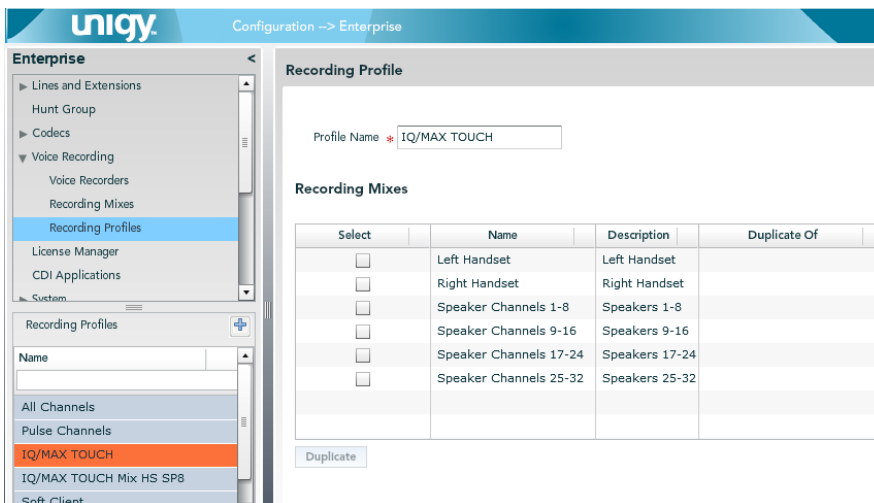 unigy
Configuration --> Enterprise
Enterprise <
Lines and Extensions
Hunt Group
Codecs
Voice Recording
Voice Recorders
Recording Mixes
Recording Profiles
License Manager
CDI Applications
System
Recording Profiles
Name
All Channels
Pulse Channels
IQ/MAX TOUCH
IQ/MAX TOUCH Mix HS SP8
Soft Client
Recording Profile
Profile Name * IQ/MAX TOUCH
Recording Mixes
Select Name Description Duplicate Of
Left Handset Left Handset
Right Handset Right Handset
Speaker Channels 1-8 Speakers 1-8
Speaker Channels 9-16 Speakers 9-16
Speaker Channels 17-24 Speakers 17-24
Speaker Channels 25-32 Speakers 25-32
Duplicate